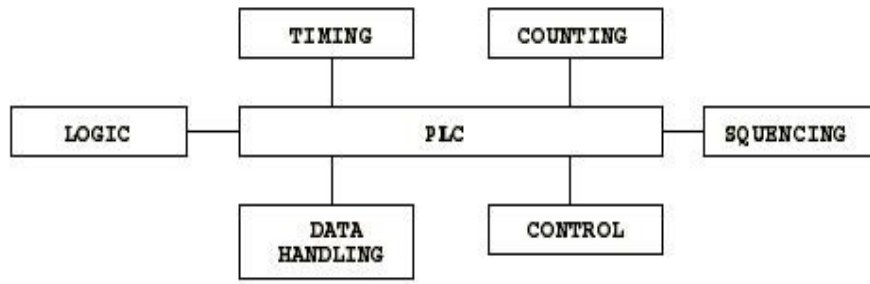 TIMING
COUNTING
LOGIC
PLC
SQUENCING
DATA
HANDLING
CONTROL